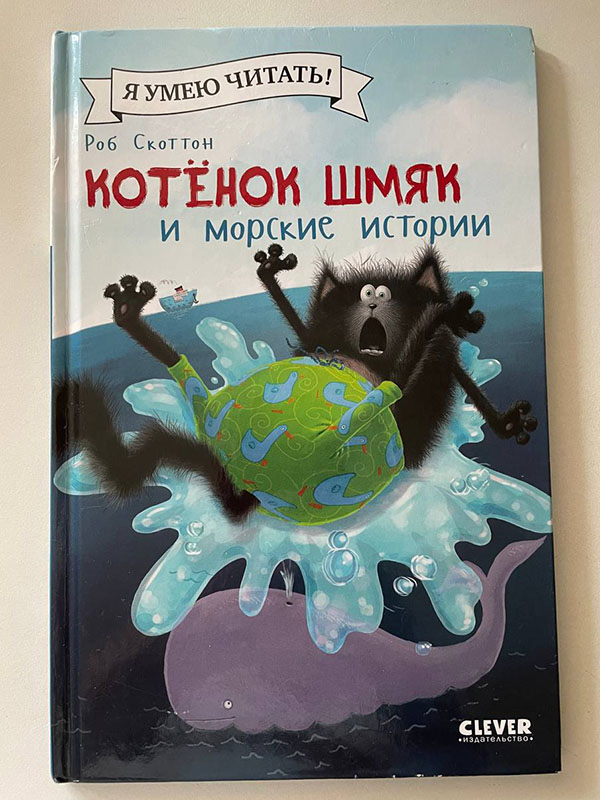 Я УМЕЮ ЧИТАТЬ!
Роб Скоттон
КОТЁНОК ШМЯК
и морские истории
CLEVER
•ИЗДАТЕЛЬСТВО•